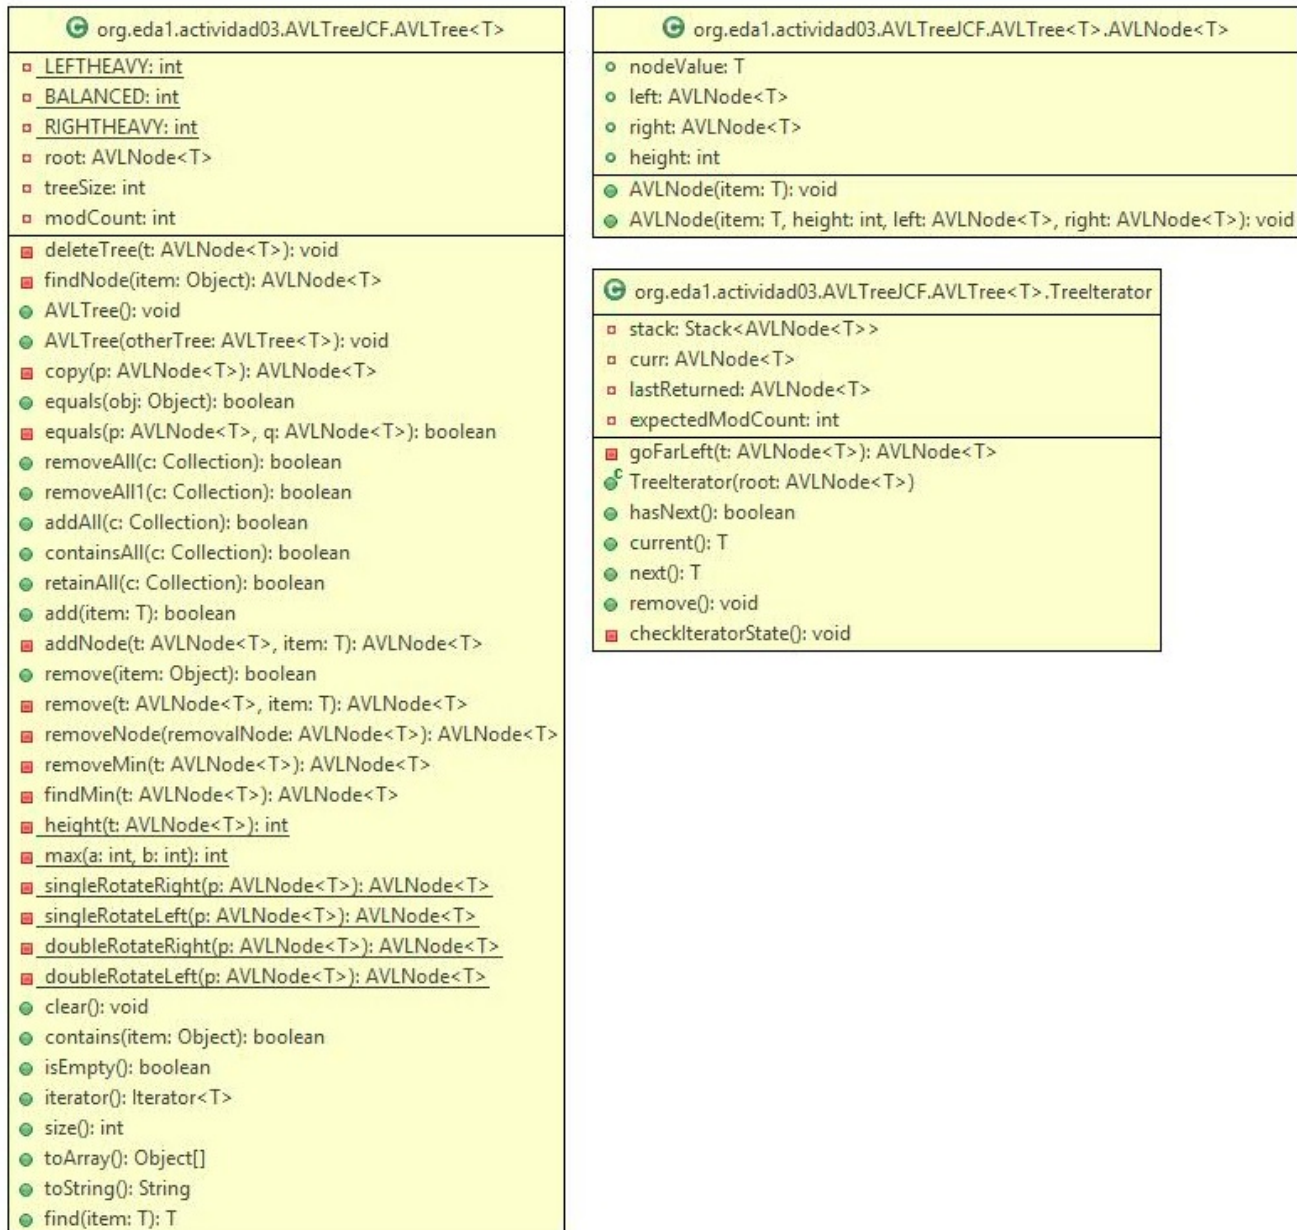 org.eda1.actividad03.AVLTreeJCF.AVLTree<T>
LEFTHEAVY: int
BALANCED: int
RIGHTHEAVY: int
root: AVLNode<T>
treeSize: int
modCount: int
deleteTree(t: AVLNode<T>): void
findNode(item: Object): AVLNode<T>
AVLTree(): void
AVLTree(otherTree: AVLTree<T>): void
copy(p: AVLNode<T>): AVLNode<T>
equals(obj: Object): boolean
equals(p: AVLNode<T>, q: AVLNode<T>): boolean
removeAll(c: Collection): boolean
removeAll1(c: Collection): boolean
addAll(c: Collection): boolean
containsAll(c: Collection): boolean
retainAll(c: Collection): boolean
add(item: T): boolean
addNode(t: AVLNode<T>, item: T): AVLNode<T>
remove(item: Object): boolean
remove(t: AVLNode<T>, item: T): AVLNode<T>
removeNode(removalNode: AVLNode<T>): AVLNode<T>
removeMin(t: AVLNode<T>): AVLNode<T>
findMin(t: AVLNode<T>): AVLNode<T>
height(t: AVLNode<T>): int
max(a: int, b: int): int
singleRotateRight(p: AVLNode<T>): AVLNode<T>
singleRotateLeft(p: AVLNode<T>): AVLNode<T>
doubleRotateRight(p: AVLNode<T>): AVLNode<T>
doubleRotateLeft(p: AVLNode<T>): AVLNode<T>
clear(): void
contains(item: Object): boolean
isEmpty(): boolean
iterator(): Iterator<T>
size(): int
toArray(): Object[]
toString(): String
find(item: T): T
org.eda1.actividad03.AVLTreeJCF.AVLTree<T>.AVLNode<T>
nodeValue: T
left: AVLNode<T>
right: AVLNode<T>
height: int
AVLNode(item: T): void
AVLNode(item: T, height: int, left: AVLNode<T>, right: AVLNode<T>): void
org.eda1.actividad03.AVLTreeJCF.AVLTree<T>.TreeIterator
stack: Stack<AVLNode<T>>
curr: AVLNode<T>
lastReturned: AVLNode<T>
expectedModCount: int
goFarLeft(t: AVLNode<T>): AVLNode<T>
TreeIterator(root: AVLNode<T>)
hasNext(): boolean
current(): T
next(): T
remove(): void
checkIteratorState(): void